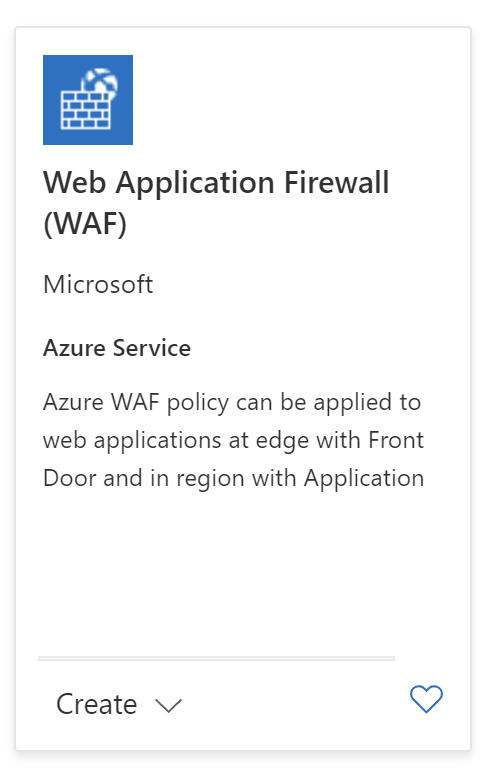 Web Application Firewall
(WAF)
Microsoft
Azure Service
Azure WAF policy can be applied to
web applications at edge with Front
Door and in region with Application
Create